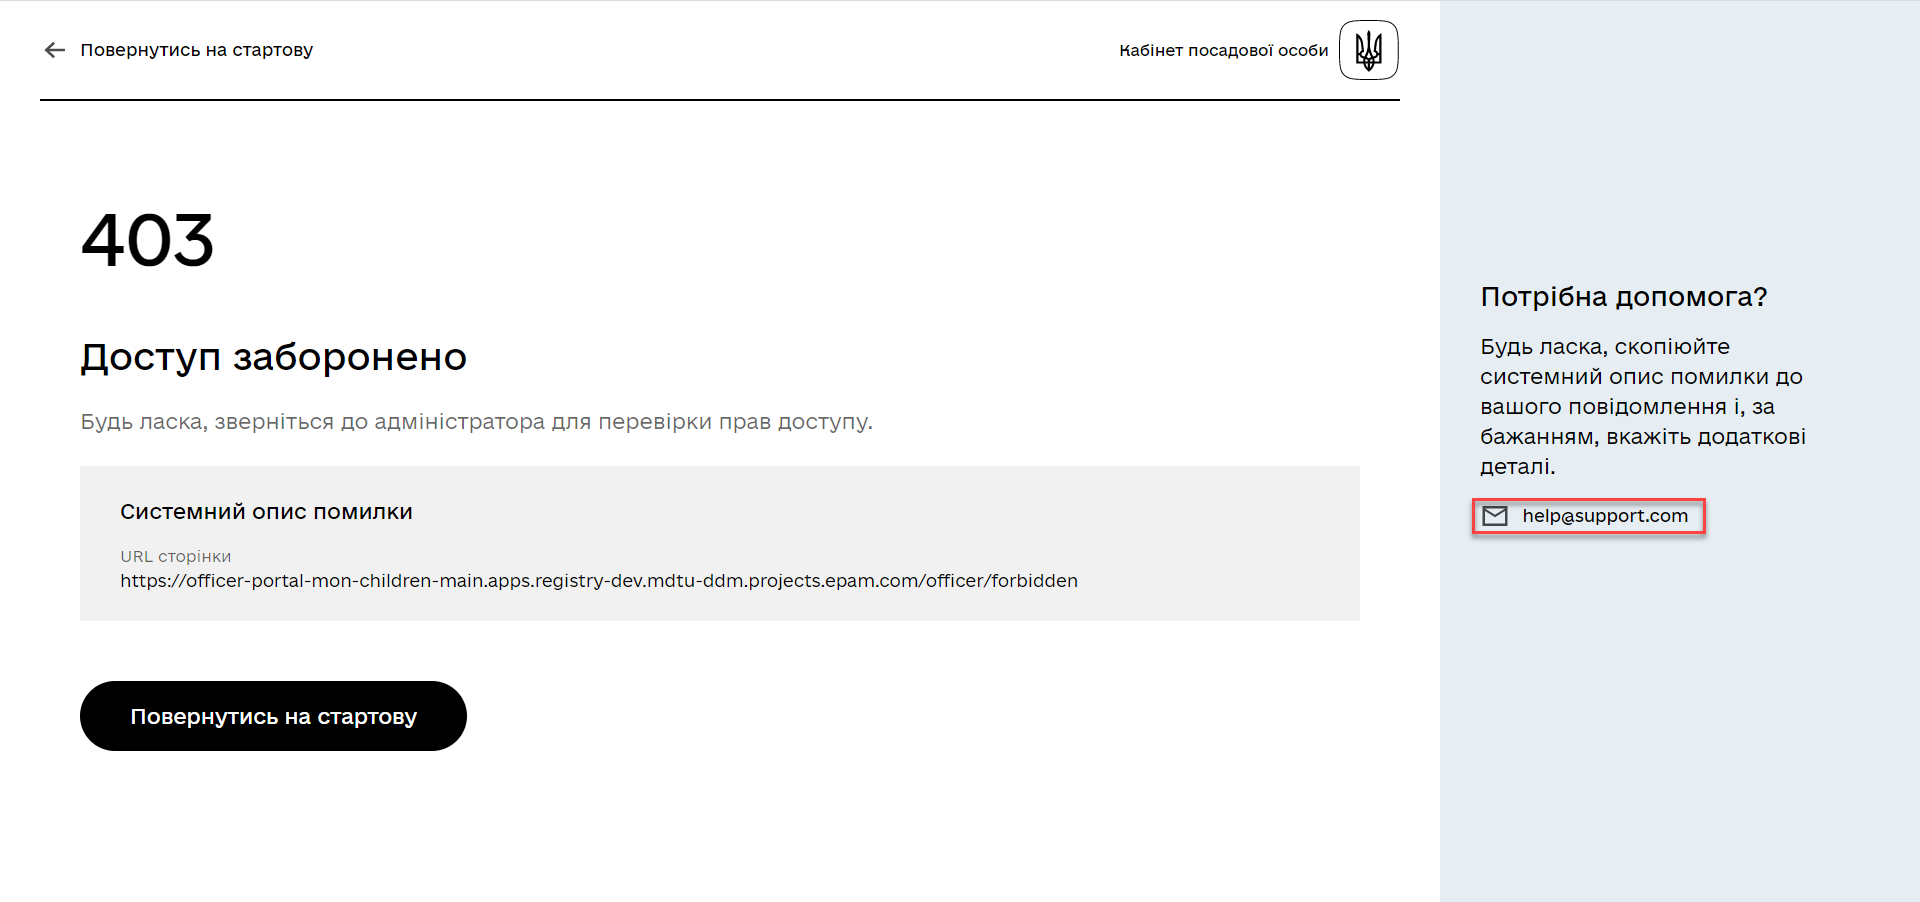 Повернутись на стартову
Кабінет посадової особи
403
Доступ заборонено
Будь ласка, зверніться до адміністратора для перевірки прав доступу.
Системний опис помилки
URL сторінки
https://officer-portal-mon-children-main.apps.registry-dev.mdtu-ddm.projects.epam.com/officer/forbidden
Повернутись на стартову
Потрібна допомога?
Будь ласка, скопіюйте
системний опис помилки до
вашого повідомлення і, за
бажанням, вкажіть додаткові
деталі.
help@support.com